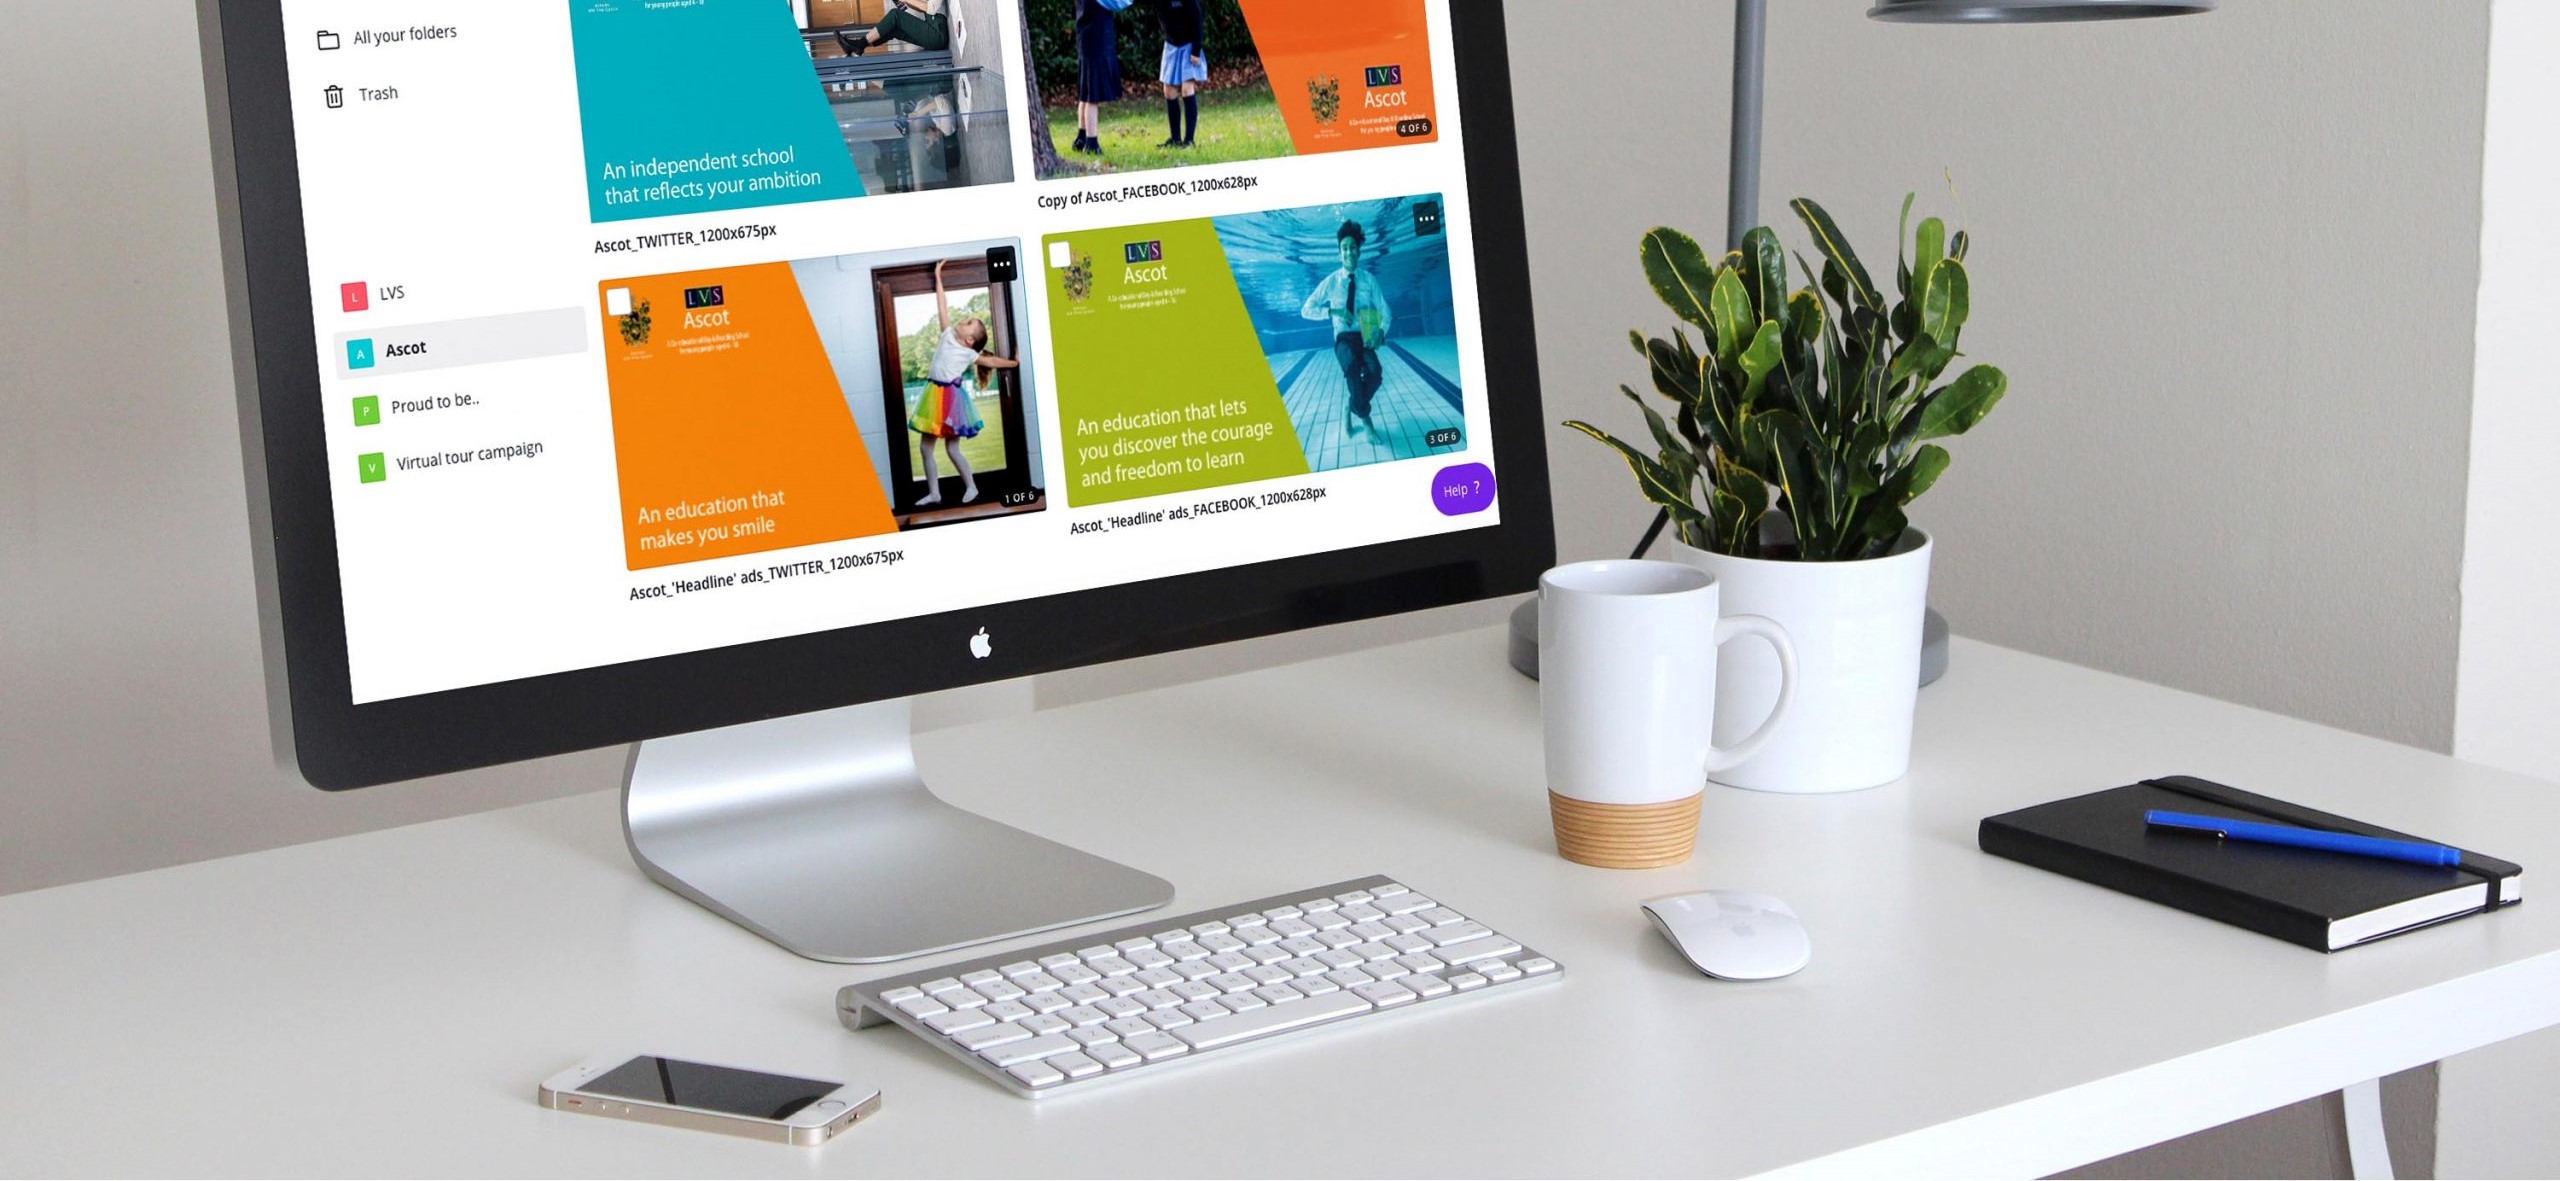 All your folders
Trash
LVS
Ascot
Proud to be..
Virtual tour campaign
L
A
P
V
An independent school
that reflects your ambition
Ascot_TWITTER_1200x675px
LVS
Ascot
4 OF 6
Copy of Ascot_FACEBOOK_1200x628px
LVS
Ascot
An education that
makes you smile
1 OF 6
Ascot_'Headline' ads_TWITTER_1200x675px
LVS
Ascot
An education that lets
you discover the courage
and freedom to learn
3 OF 6
Ascot_'Headline' ads_FACEBOOK_1200x628px
Help ?